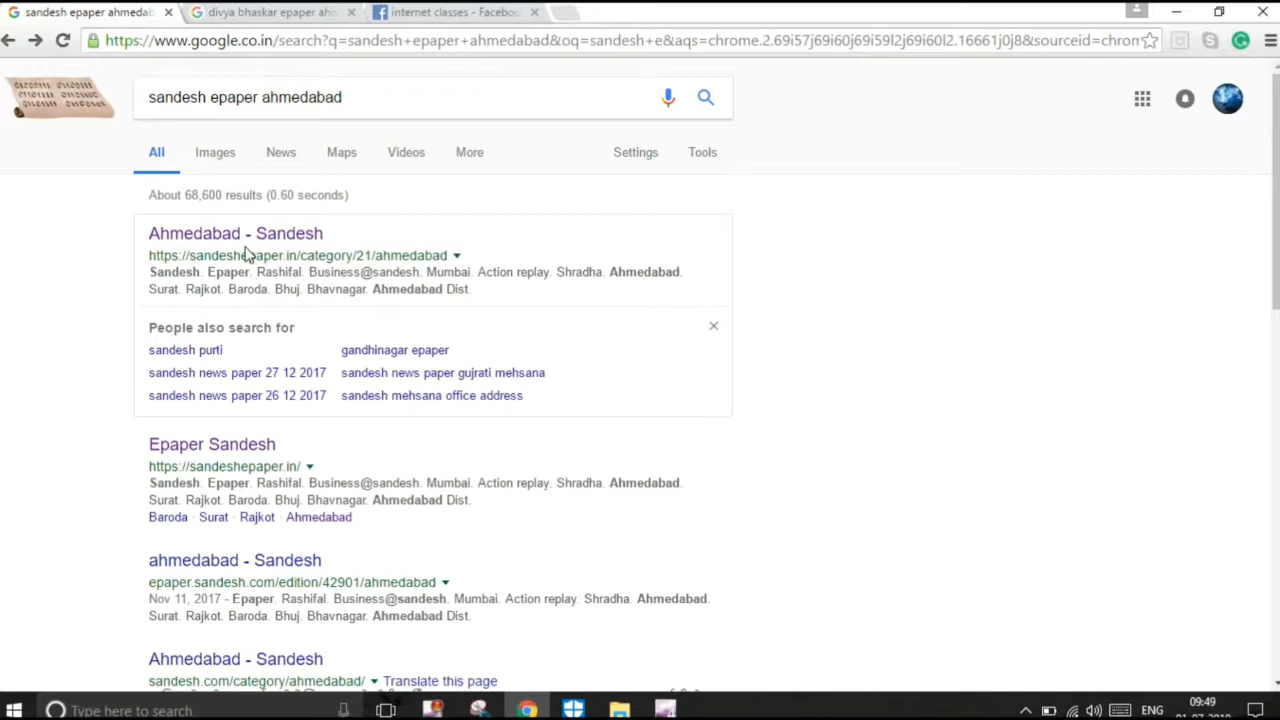 sandesh epaper ahmedab
divya bhaskar epaper ahm
internet classes - Faceboo
https://www.google.co.in/search?q=sandesh+epaper+ahmedabad&oq=sandesh+e&aqs=chrome.2.69i57j69i60j69i59l2j69i60l2.16661j0j8&sourceid=chrom
sandesh epaper ahmedabad
All Images News Maps Videos More Settings Tools
About 68,600 results (0.60 seconds)
Ahmedabad - Sandesh
https://sandeshepaper.in/category/21/ahmedabad
Sandesh. Epaper. Rashifal. Business@sandesh. Mumbai. Action replay. Shradha. Ahmedabad.
Surat. Rajkot. Baroda. Bhuj. Bhavnagar. Ahmedabad Dist.
People also search for
sandesh purti gandhinagar epaper
sandesh news paper 27 12 2017 sandesh news paper gujrati mehsana
sandesh news paper 26 12 2017 sandesh mehsana office address
Epaper Sandesh
https://sandeshepaper.in/
Sandesh. Epaper. Rashifal. Business@sandesh. Mumbai. Action replay. Shradha. Ahmedabad.
Surat. Rajkot. Baroda. Bhuj. Bhavnagar. Ahmedabad Dist.
Baroda · Surat · Rajkot · Ahmedabad
ahmedabad - Sandesh
epaper.sandesh.com/edition/42901/ahmedabad
Nov 11, 2017 - Epaper. Rashifal. Business@sandesh. Mumbai. Action replay. Shradha. Ahmedabad.
Surat. Rajkot. Baroda. Bhuj. Bhavnagar. Ahmedabad Dist.
Ahmedabad - Sandesh
sandesh.com/category/ahmedabad/ Translate this page
Type here to search
ENG
09:49